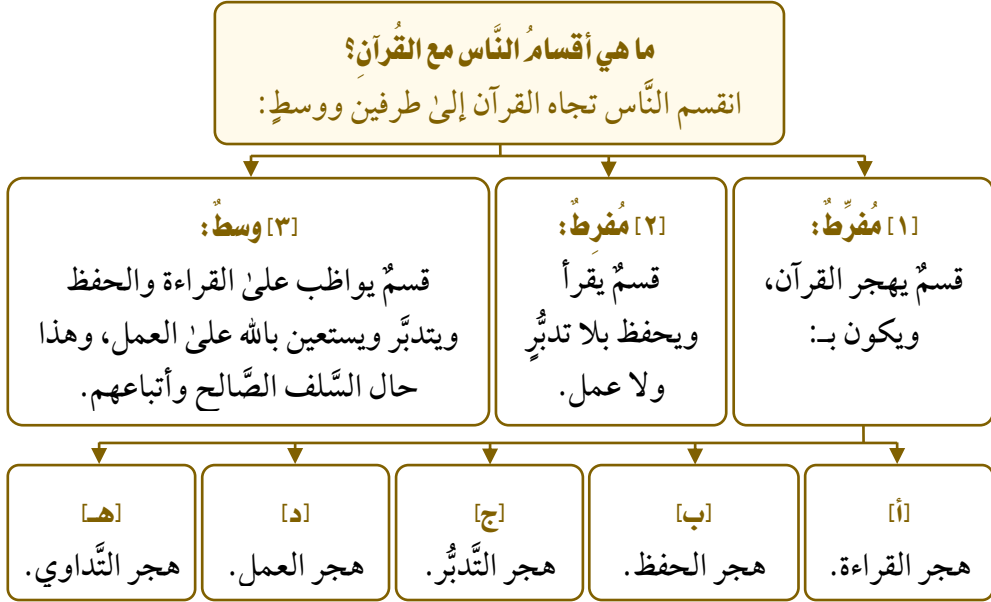 ما هي أقسامُ النَّاس مع القُرآنِ؟
انقسم النَّاس تجاه القرآن إلىٰ طرفين ووسطٍ:
[١] مُفرِّطٌ:
قسمٌ يهجر القرآن،
ويكون بـ:
[٢] مُفرِطٌ:
قسمٌ يقرأ
ويحفظ بلا تدبُّرٍ
ولا عمل.
[٣] وسطٌ:
قسمٌ يواظب علىٰ القراءة والحفظ
ويتدبَّر ويستعين بالله علىٰ العمل، وهذا
حال السَّلف الصَّالح وأتباعهم.
[أ]
هجر القراءة.
[ب]
هجر الحفظ.
[ج]
هجر التَّدبُّر.
[د]
هجر العمل.
[هـ]
هجر التَّداوي.